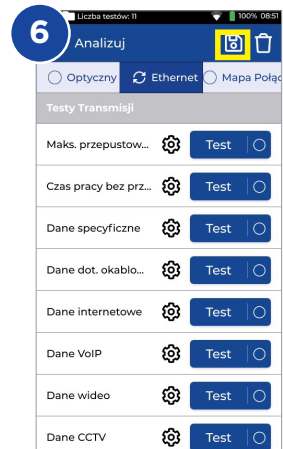 6
Liczba testów: 11
100% 08:51
Analizuj
Optyczny
Ethernet
Mapa Połąc
Testy Transmisji
Maks. przepustow... Test
Czas pracy bez prz... Test
Dane specyficzne Test
Dane dot. okablo... Test
Dane internetowe Test
Dane VoIP Test
Dane wideo Test
Dane CCTV Test